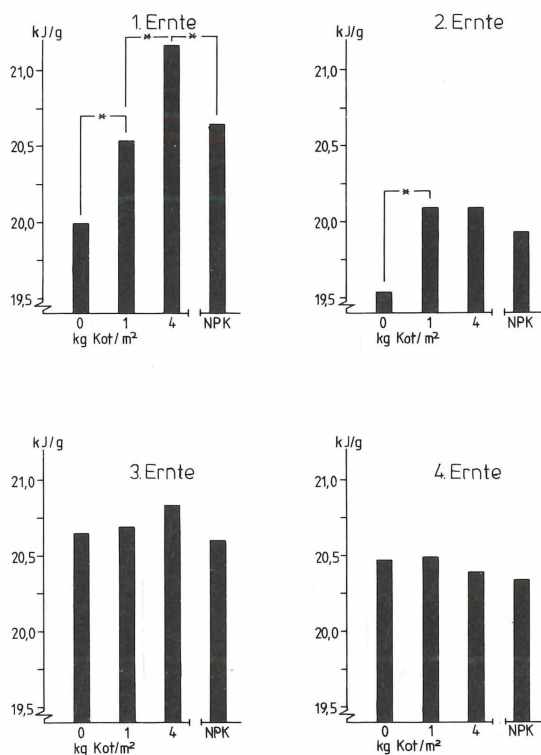 1. Ernte
kJ/g
21,0
20,5
20,0
19,5
* * *
0 1 4 NPK
kg Kot/m²
2. Ernte
kJ/g
21,0
20,5
20,0
19,5
*
0 1 4 NPK
kg Kot/m²
3. Ernte
kJ/g
21,0
20,5
20,0
19,5
0 1 4 NPK
kg Kot/m²
4. Ernte
kJ/g
21,0
20,5
20,0
19,5
0 1 4 NPK
kg Kot/m²